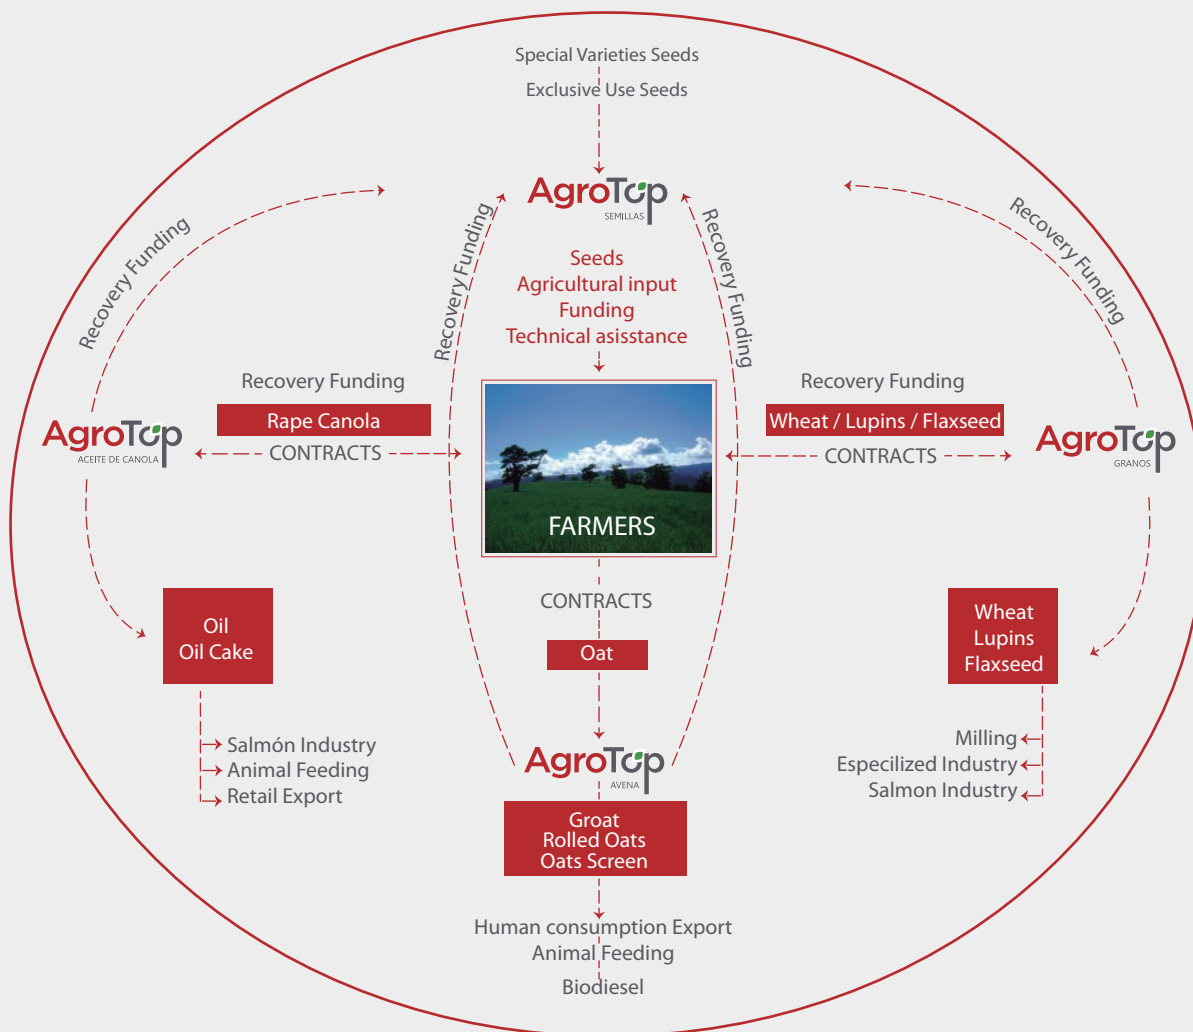 Special Varieties Seeds
Exclusive Use Seeds
AgroTop
SEMILLAS
Recovery Funding
Recovery Funding
Recovery Funding
Recovery Funding
Seeds
Agricultural input
Funding
Technical asisstance
Recovery Funding
Rape Canola
CONTRACTS
AgroTop
ACEITE DE CANOLA
FARMERS
Recovery Funding
Wheat / Lupins / Flaxseed
CONTRACTS
AgroTop
GRANOS
CONTRACTS
Oat
Oil
Oil Cake
Salmón Industry
Animal Feeding
Retail Export
Wheat
Lupins
Flaxseed
Milling
Especilized Industry
Salmon Industry
AgroTop
AVENA
Groat
Rolled Oats
Oats Screen
Human consumption Export
Animal Feeding
Biodiesel